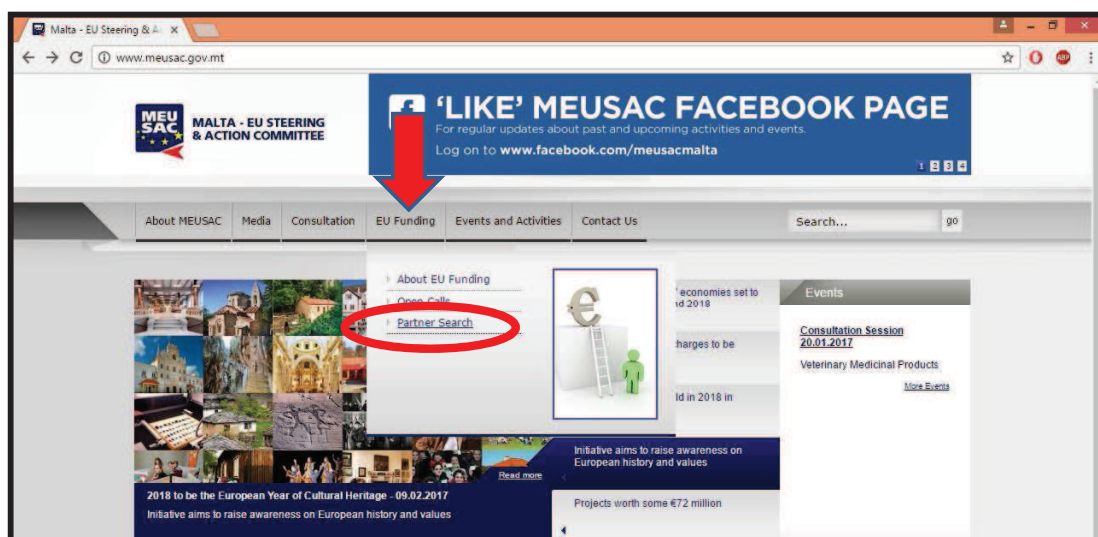 Malta - EU Steering & A
www.meusac.gov.mt
ABP
MEU
SAC
MALTA - EU STEERING
& ACTION COMMITTEE
'LIKE' MEUSAC FACEBOOK PAGE
For regular updates about past and upcoming activities and events.
Log on to www.facebook.com/meusacmalta
1 2 3 4
About MEUSAC Media Consultation EU Funding Events and Activities Contact Us
Search... go
About EU Funding
Open Calls
Partner Search
economies set to
2018
harges to be
ld in 2018 in
Initiative aims to raise awareness on
European history and values
Projects worth some €72 million
Read more
2018 to be the European Year of Cultural Heritage - 09.02.2017
Initiative aims to raise awareness on European history and values
Events
Consultation Session
20.01.2017
Veterinary Medicinal Products
More Events